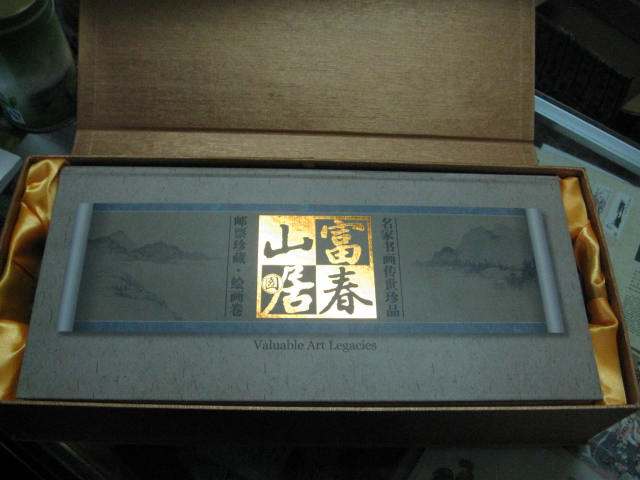 名家书画传世珍品
富春
山居
图
邮票珍藏·绘画卷
Valuable Art Legacies